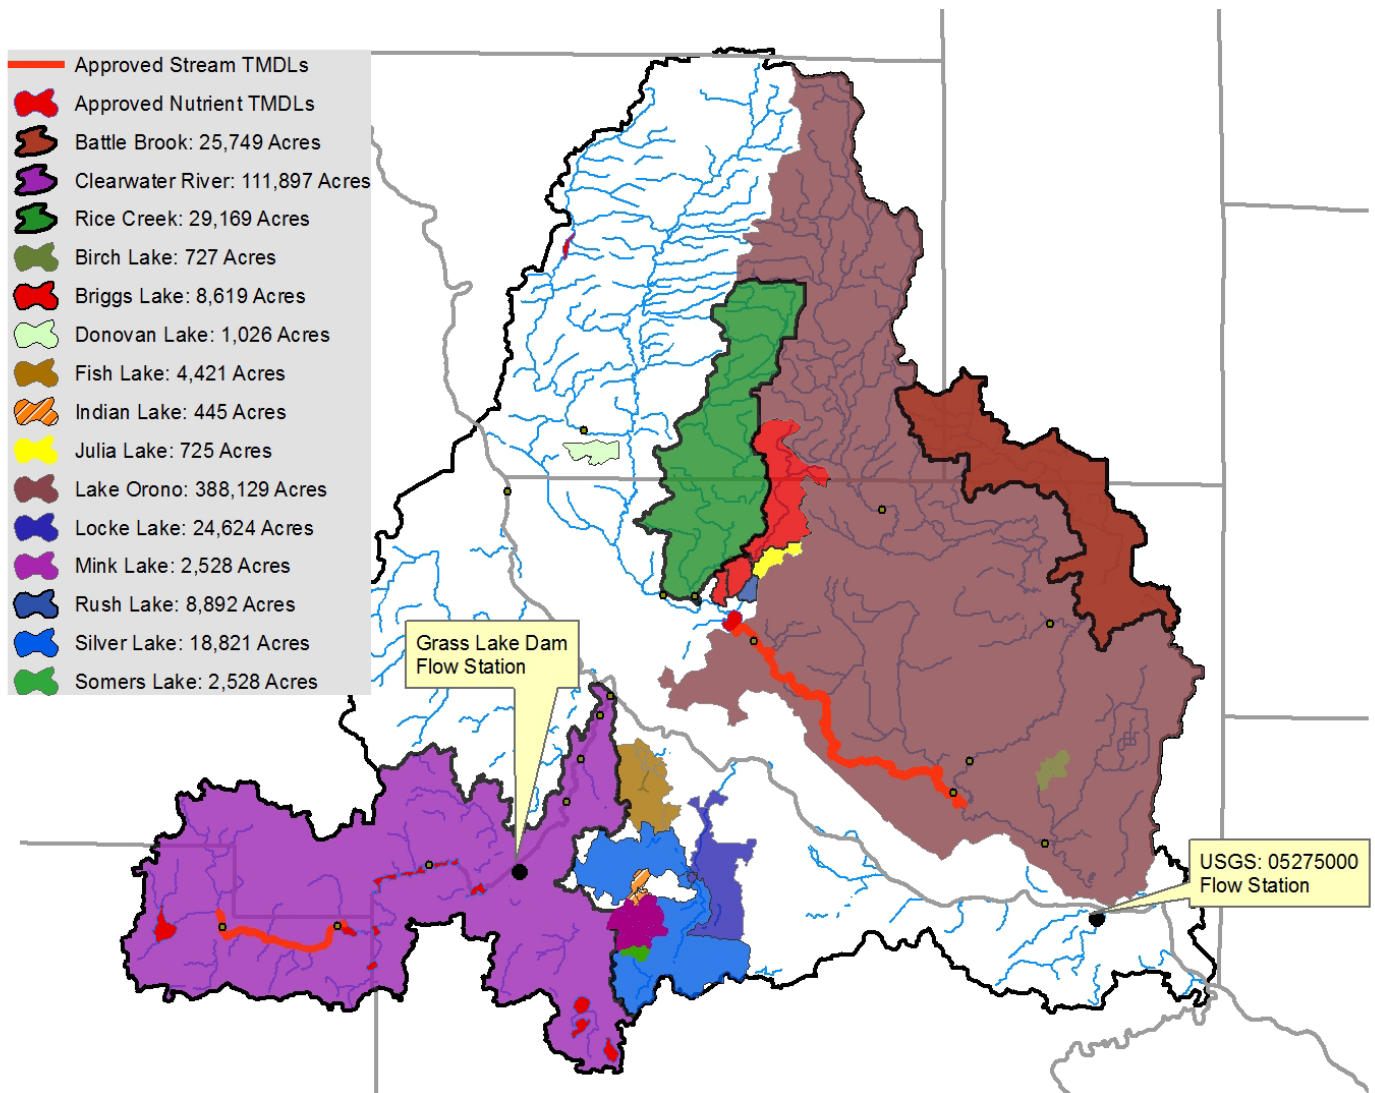 Approved Stream TMDLs
Approved Nutrient TMDLs
Battle Brook: 25,749 Acres
Clearwater River: 111,897 Acres
Rice Creek: 29,169 Acres
Birch Lake: 727 Acres
Briggs Lake: 8,619 Acres
Donovan Lake: 1,026 Acres
Fish Lake: 4,421 Acres
Indian Lake: 445 Acres
Julia Lake: 725 Acres
Lake Orono: 388,129 Acres
Locke Lake: 24,624 Acres
Mink Lake: 2,528 Acres
Rush Lake: 8,892 Acres
Silver Lake: 18,821 Acres
Somers Lake: 2,528 Acres
Grass Lake Dam
Flow Station
USGS: 05275000
Flow Station